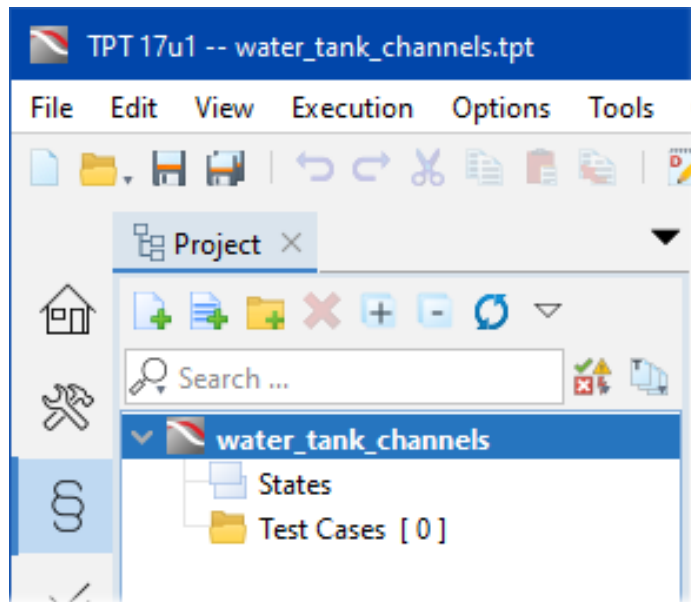 TPT 17u1 -- water_tank_channels.tpt
File Edit View Execution Options Tools
Project
Search ...
water_tank_channels
§
States
Test Cases [ 0 ]